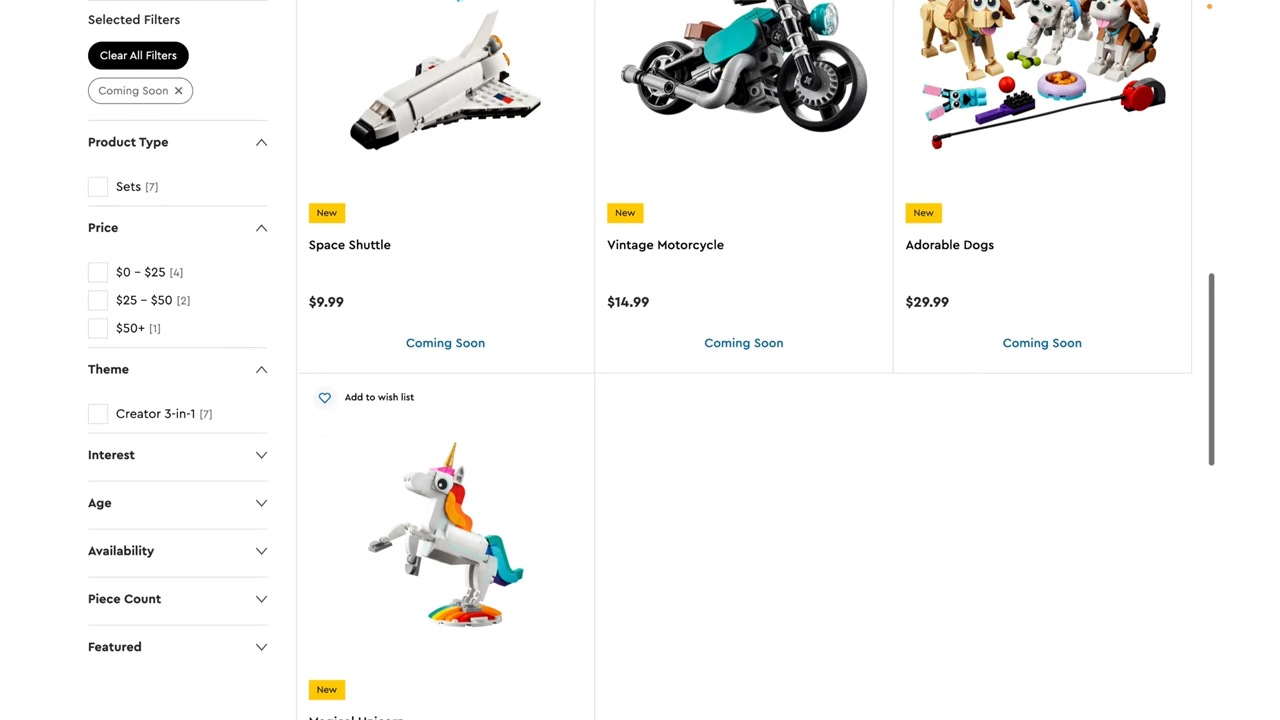 Selected Filters
Clear All Filters
Coming Soon ✕
Product Type
Sets [7]
Price
$0 – $25 [4]
$25 – $50 [2]
$50+ [1]
Theme
Creator 3-in-1 [7]
Interest
Age
Availability
Piece Count
Featured
New
Space Shuttle
$9.99
Coming Soon
New
Vintage Motorcycle
$14.99
Coming Soon
New
Adorable Dogs
$29.99
Coming Soon
Add to wish list
New
Magical Unicorn